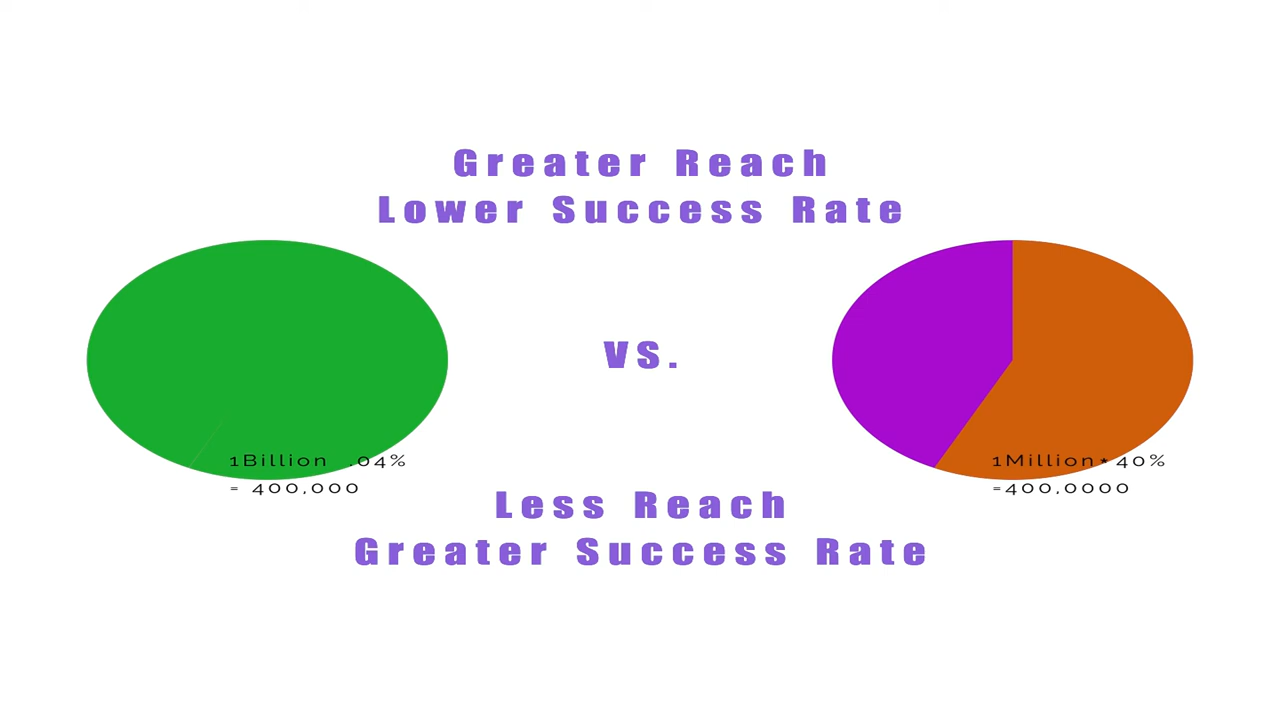 Greater Reach
Lower Success Rate
vs.
1Billion .04%
= 400,000
1Million*40%
=400,0000
Less Reach
Greater Success Rate